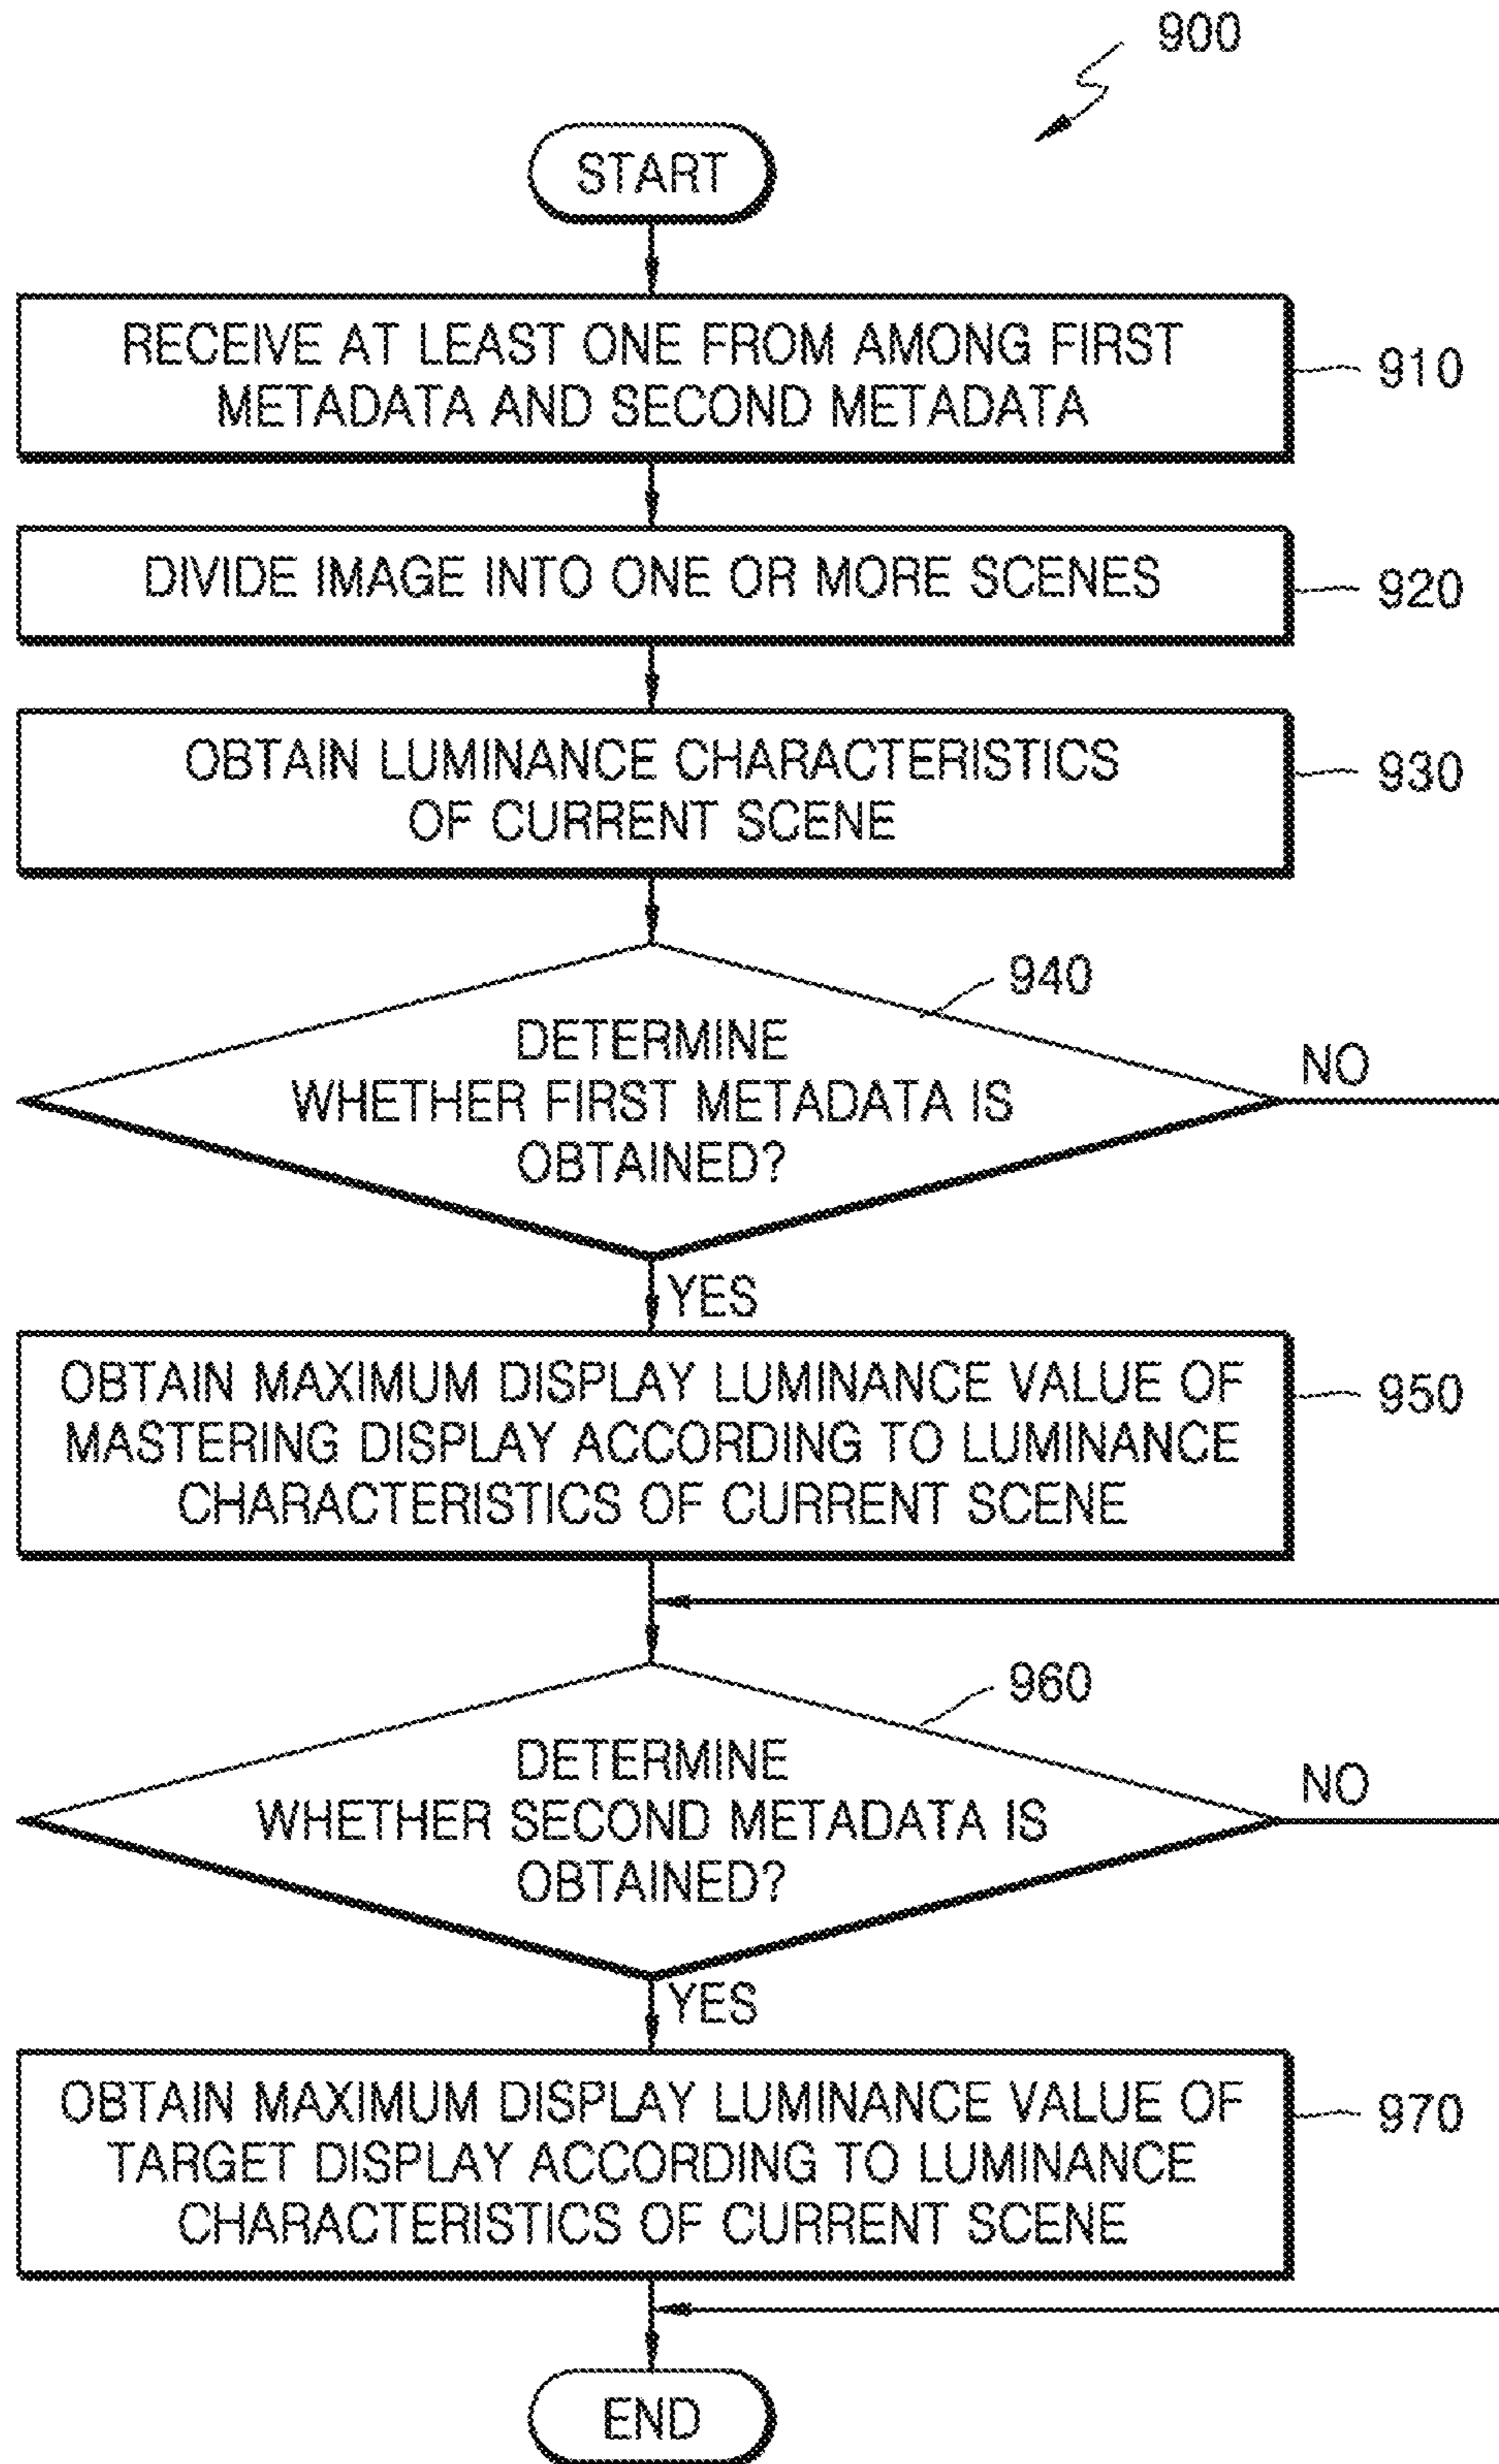 900
START
RECEIVE AT LEAST ONE FROM AMONG FIRST
METADATA AND SECOND METADATA
910
DIVIDE IMAGE INTO ONE OR MORE SCENES
920
OBTAIN LUMINANCE CHARACTERISTICS
OF CURRENT SCENE
930
940
DETERMINE
WHETHER FIRST METADATA IS
OBTAINED?
NO
YES
OBTAIN MAXIMUM DISPLAY LUMINANCE VALUE OF
MASTERING DISPLAY ACCORDING TO LUMINANCE
CHARACTERISTICS OF CURRENT SCENE
950
960
DETERMINE
WHETHER SECOND METADATA IS
OBTAINED?
NO
YES
OBTAIN MAXIMUM DISPLAY LUMINANCE VALUE OF
TARGET DISPLAY ACCORDING TO LUMINANCE
CHARACTERISTICS OF CURRENT SCENE
970
END